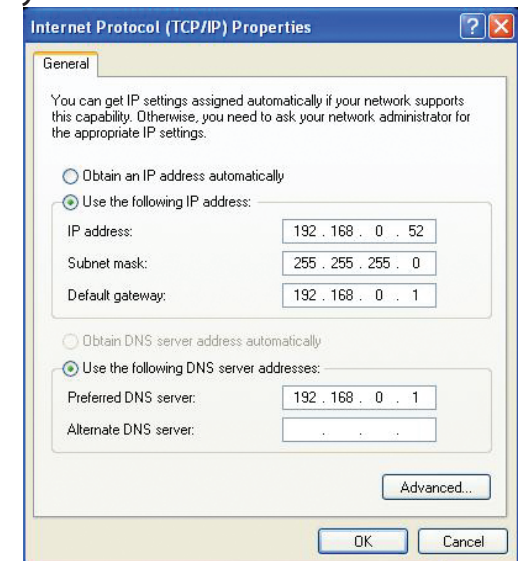 Internet Protocol (TCP/IP) Properties
General
You can get IP settings assigned automatically if your network supports
this capability. Otherwise, you need to ask your network administrator for
the appropriate IP settings.
Obtain an IP address automatically
Use the following IP address:
IP address: 192 . 168 . 0 . 52
Subnet mask: 255 . 255 . 255 . 0
Default gateway: 192 . 168 . 0 . 1
Obtain DNS server address automatically
Use the following DNS server addresses:
Preferred DNS server: 192 . 168 . 0 . 1
Alternate DNS server: . . .
Advanced...
OK Cancel